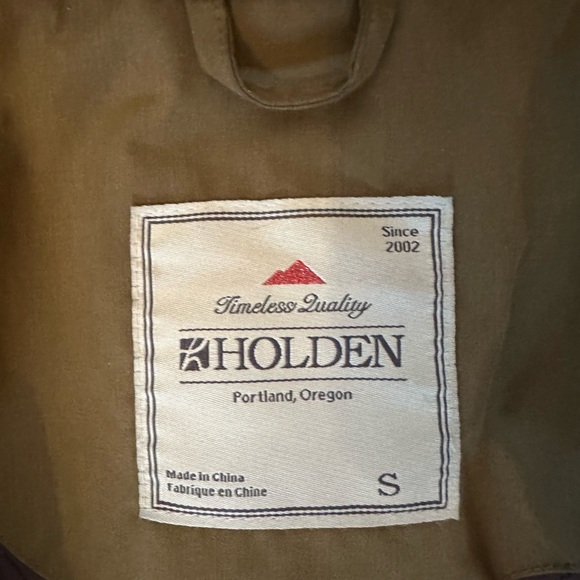 Since
2002
Timeless Quality
HOLDEN
Portland, Oregon
Made in China
Fabrique en Chine
S